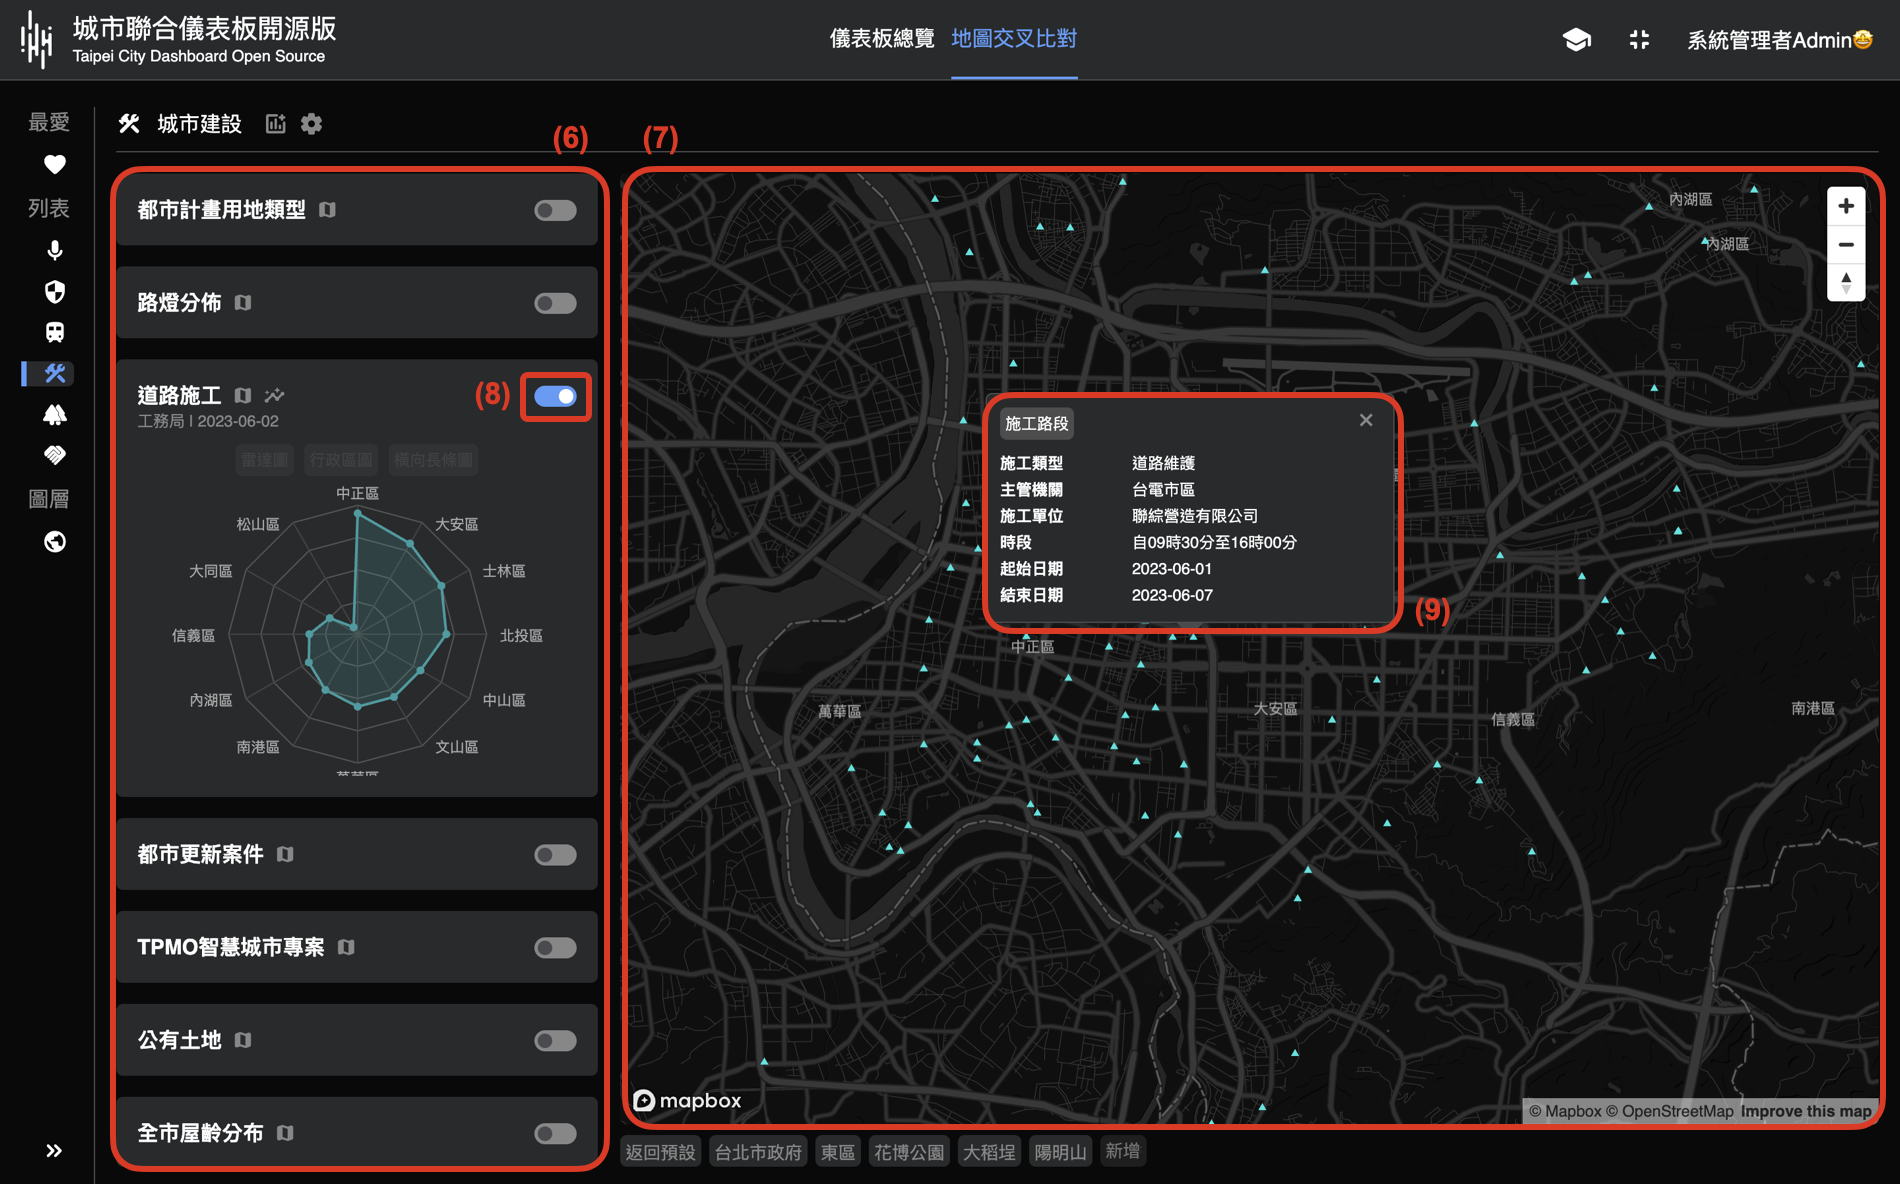 城市聯合儀表板開源版
Taipei City Dashboard Open Source
儀表板總覽 地圖交叉比對
系統管理者Admin🤩
最愛
列表
圖層
城市建設
(6)
(7)
都市計畫用地類型
路燈分佈
道路施工
(8)
工務局 | 2023-06-02
雷達圖 行政區圖 橫向長條圖
中正區
松山區 大安區
大同區 士林區
信義區 北投區
內湖區 中山區
南港區 文山區
萬華區
都市更新案件
TPMO智慧城市專案
公有土地
全市屋齡分布
內湖區
內湖區
施工路段
施工類型 道路維護
主管機關 台電市區
施工單位 聯綜營造有限公司
時段 自09時30分至16時00分
起始日期 2023-06-01
結束日期 2023-06-07
(9)
中正區
萬華區
大安區
信義區
南港區
mapbox
© Mapbox © OpenStreetMap Improve this map
返回預設 台北市政府 東區 花博公園 大稻埕 陽明山 新增